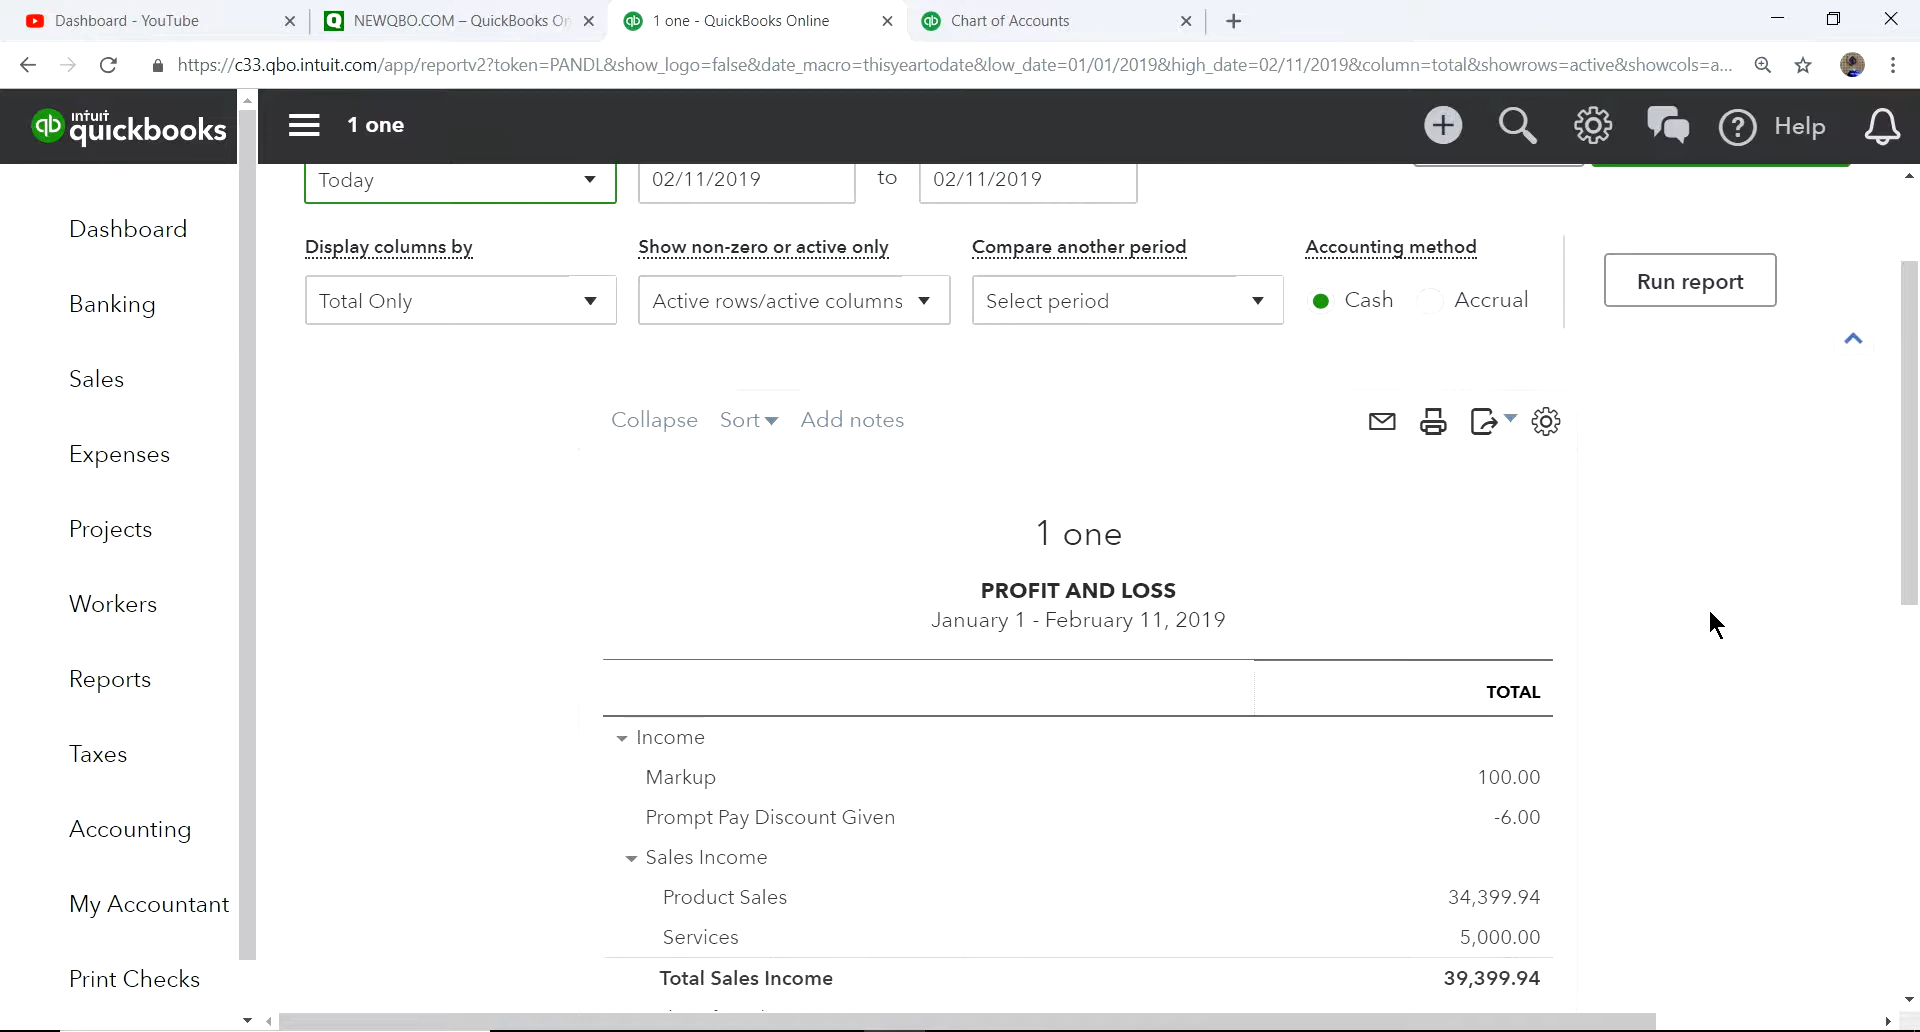 Dashboard - YouTube
NEWQBO.COM – QuickBooks On
1 one - QuickBooks Online
Chart of Accounts
https://c33.qbo.intuit.com/app/reportv2?token=PANDL&show_logo=false&date_macro=thisyeartodate&low_date=01/01/2019&high_date=02/11/2019&column=total&showrows=active&showcols=a...
qb intuit quickbooks
1 one
Help
Today
02/11/2019
to
02/11/2019
Dashboard
Banking
Sales
Expenses
Projects
Workers
Reports
Taxes
Accounting
My Accountant
Print Checks
Display columns by
Show non-zero or active only
Compare another period
Accounting method
Total Only
Active rows/active columns
Select period
Cash
Accrual
Run report
Collapse
Sort
Add notes
1 one
PROFIT AND LOSS
January 1 - February 11, 2019
TOTAL
Income
Markup 100.00
Prompt Pay Discount Given -6.00
Sales Income
Product Sales 34,399.94
Services 5,000.00
Total Sales Income 39,399.94